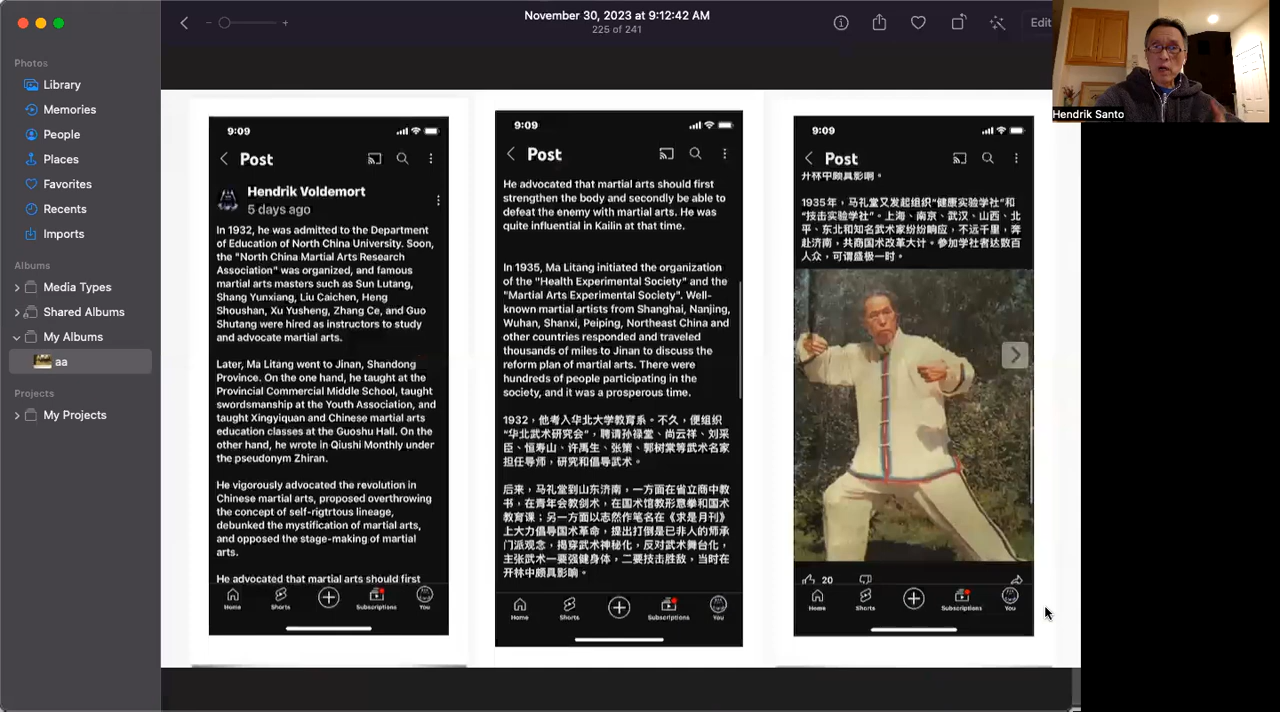 November 30, 2023 at 9:12:42 AM
225 of 241
Edit
Photos
Library
Memories
People
Places
Favorites
Recents
Imports
Albums
Media Types
Shared Albums
My Albums
aa
Projects
My Projects
Hendrik Santo
9:09
Post
Hendrik Voldemort
5 days ago
In 1932, he was admitted to the Department
of Education of North China University. Soon,
the "North China Martial Arts Research
Association" was organized, and famous
martial arts masters such as Sun Lutang,
Shang Yunxiang, Liu Caichen, Heng
Shoushan, Xu Yusheng, Zhang Ce, and Guo
Shutang were hired as instructors to study
and advocate martial arts.
Later, Ma Litang went to Jinan, Shandong
Province. On the one hand, he taught at the
Provincial Commercial Middle School, taught
swordsmanship at the Youth Association, and
taught Xingyiquan and Chinese martial arts
education classes at the Guoshu Hall. On the
other hand, he wrote in Qiushi Monthly under
the pseudonym Zhiran.
He vigorously advocated the revolution in
Chinese martial arts, proposed overthrowing
the concept of self-rigtrtous lineage,
debunked the mystification of martial arts,
and opposed the stage-making of martial
arts.
He advocated that martial arts should first
Home
Shorts
Subscriptions
You
9:09
Post
He advocated that martial arts should first
strengthen the body and secondly be able to
defeat the enemy with martial arts. He was
quite influential in Kailin at that time.
In 1935, Ma Litang initiated the organization
of the "Health Experimental Society" and the
"Martial Arts Experimental Society". Well-
known martial artists from Shanghai, Nanjing,
Wuhan, Shanxi, Peiping, Northeast China and
other countries responded and traveled
thousands of miles to Jinan to discuss the
reform plan of martial arts. There were
hundreds of people participating in the
society, and it was a prosperous time.
1932，他考入华北大学教育系。不久，便组织
“华北武术研究会”，聘请孙禄堂、尚云祥、刘采
臣、恒寿山、许禹生、张策、郭树棠等武术名家
担任导师，研究和倡导武术。
后来，马礼堂到山东济南，一方面在省立商中教
书，在青年会教剑术，在国术馆教形意拳和国术
教育课；另一方面以志然作笔名在《求是月刊》
上大力倡导国术革命，提出打倒是已非人的师承
门派观念，揭穿武术神秘化，反对武术舞台化，
主张武术一要强健身体，二要技击胜敌，当时在
开林中颇具影响。
Home
Shorts
Subscriptions
You
9:09
Post
开林中颇具影响。
1935年，马礼堂又发起组织“健康实验学社”和
“技击实验学社”。上海、南京、武汉、山西、北
平、东北和知名武术家纷纷响应，不远千里，奔
赴济南，共商国术改革大计。参加学社者达数百
人众，可谓盛极一时。
20
Home
Shorts
Subscriptions
You